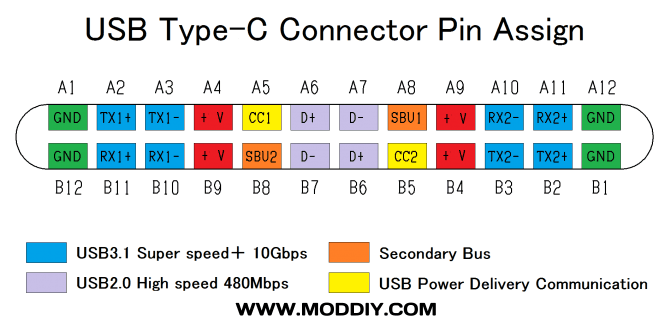 USB Type-C Connector Pin Assign
A1 A2 A3 A4 A5 A6 A7 A8 A9 A10 A11 A12
GND TX1+ TX1- + V CC1 D+ D- SBU1 + V RX2- RX2+ GND
GND RX1+ RX1- + V SBU2 D- D+ CC2 + V TX2- TX2+ GND
B12 B11 B10 B9 B8 B7 B6 B5 B4 B3 B2 B1
USB3.1 Super speed+ 10Gbps
Secondary Bus
USB2.0 High speed 480Mbps
USB Power Delivery Communication
WWW.MODDIY.COM